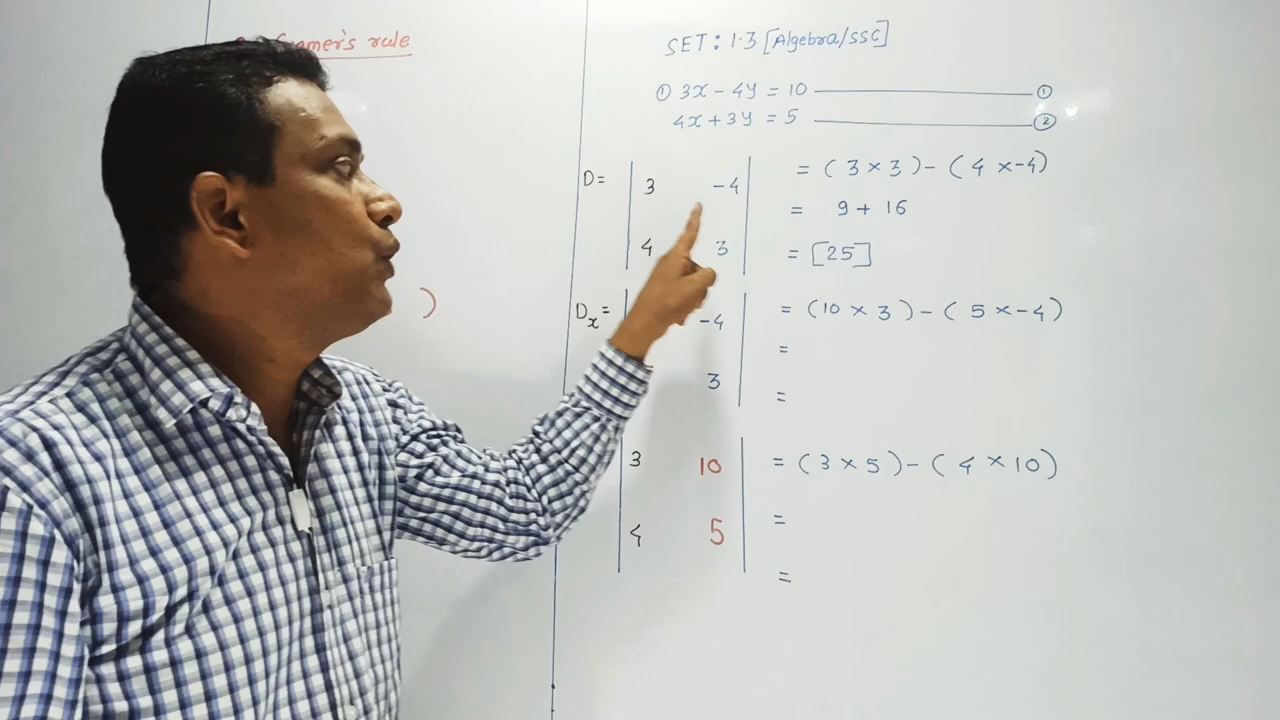 Cramer's rule
)
SET: 1.3 [Algebra/SSC]
① 3x - 4y = 10 ①
4x + 3y = 5 ②
D= 3 -4 = (3 × 3) - (4 × -4)
= 9 + 16
4 3 = [25]
Dx = -4 = (10 × 3) - (5 × -4)
=
3 =
3 10 = (3 × 5) - (4 × 10)
4 5 =
=